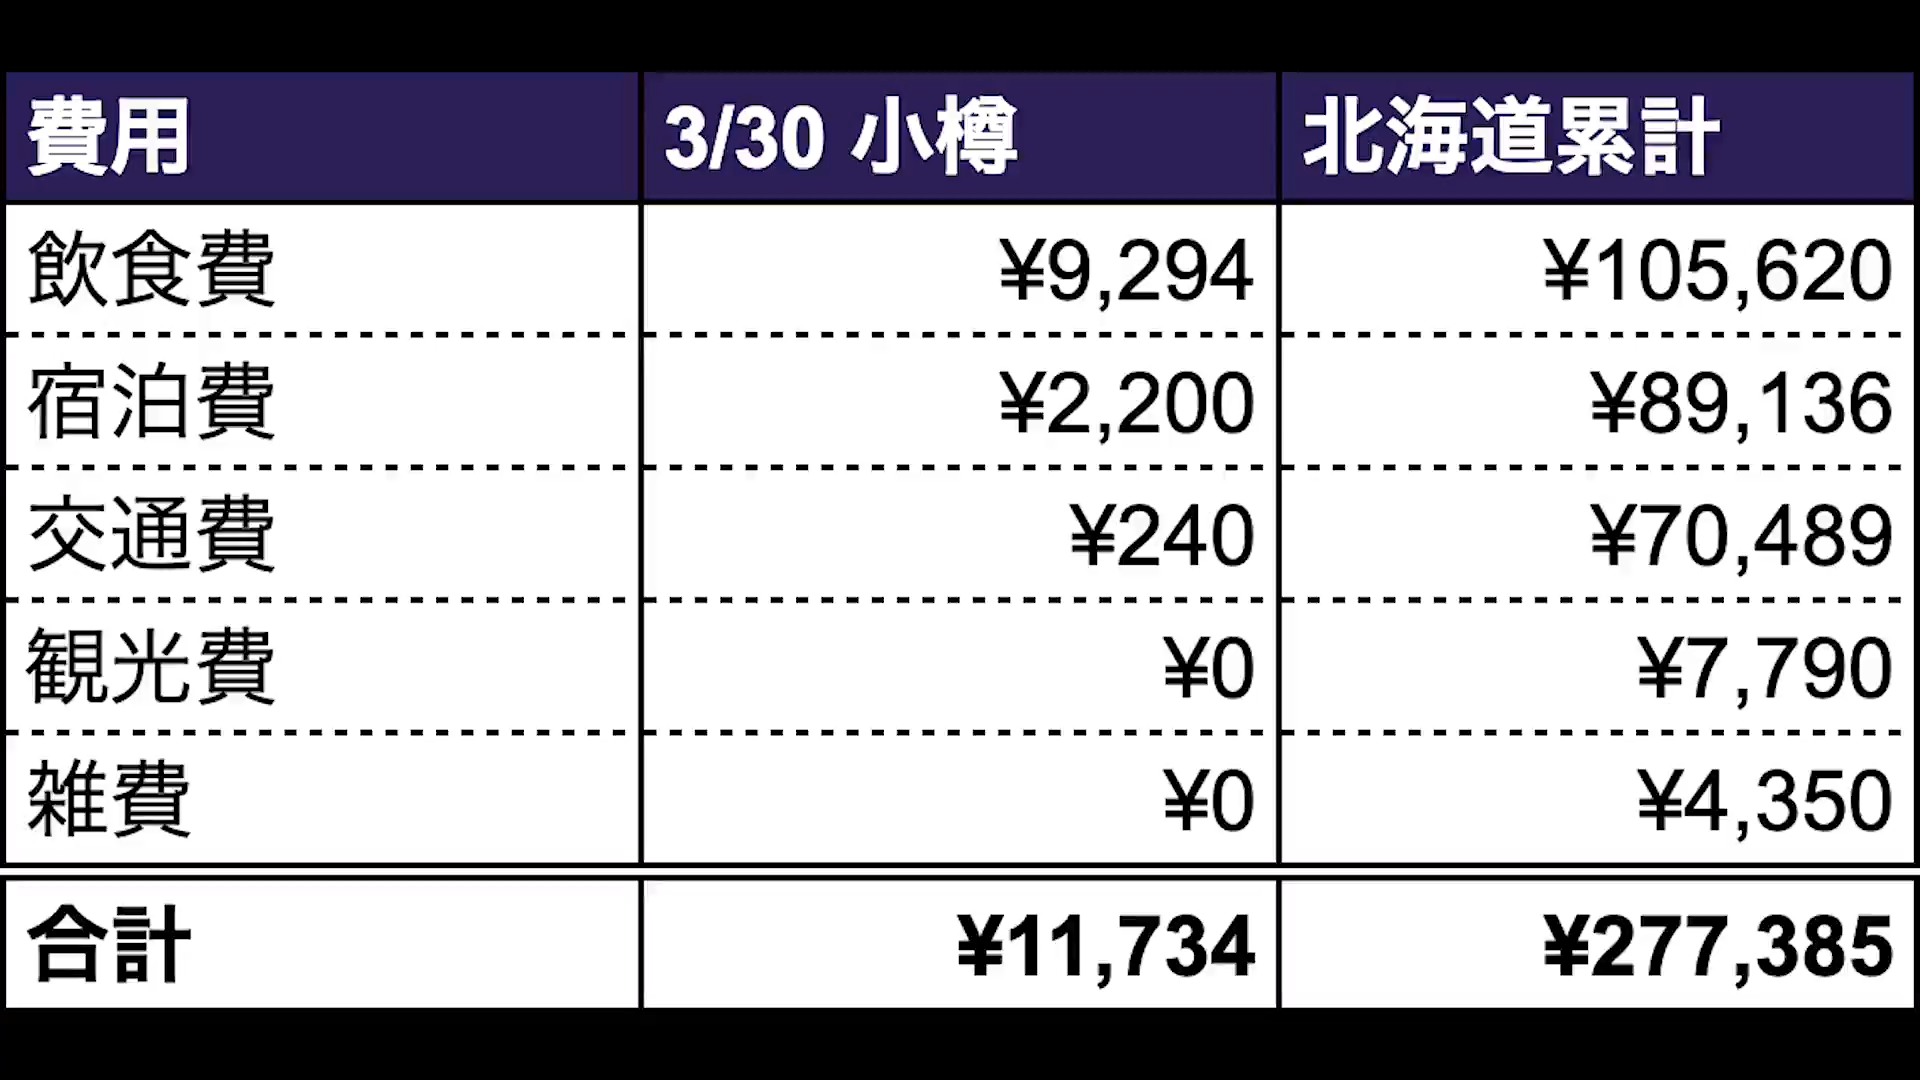 費用 3/30 小樽 北海道累計
飲食費 ¥9,294 ¥105,620
宿泊費 ¥2,200 ¥89,136
交通費 ¥240 ¥70,489
観光費 ¥0 ¥7,790
雑費 ¥0 ¥4,350
合計 ¥11,734 ¥277,385